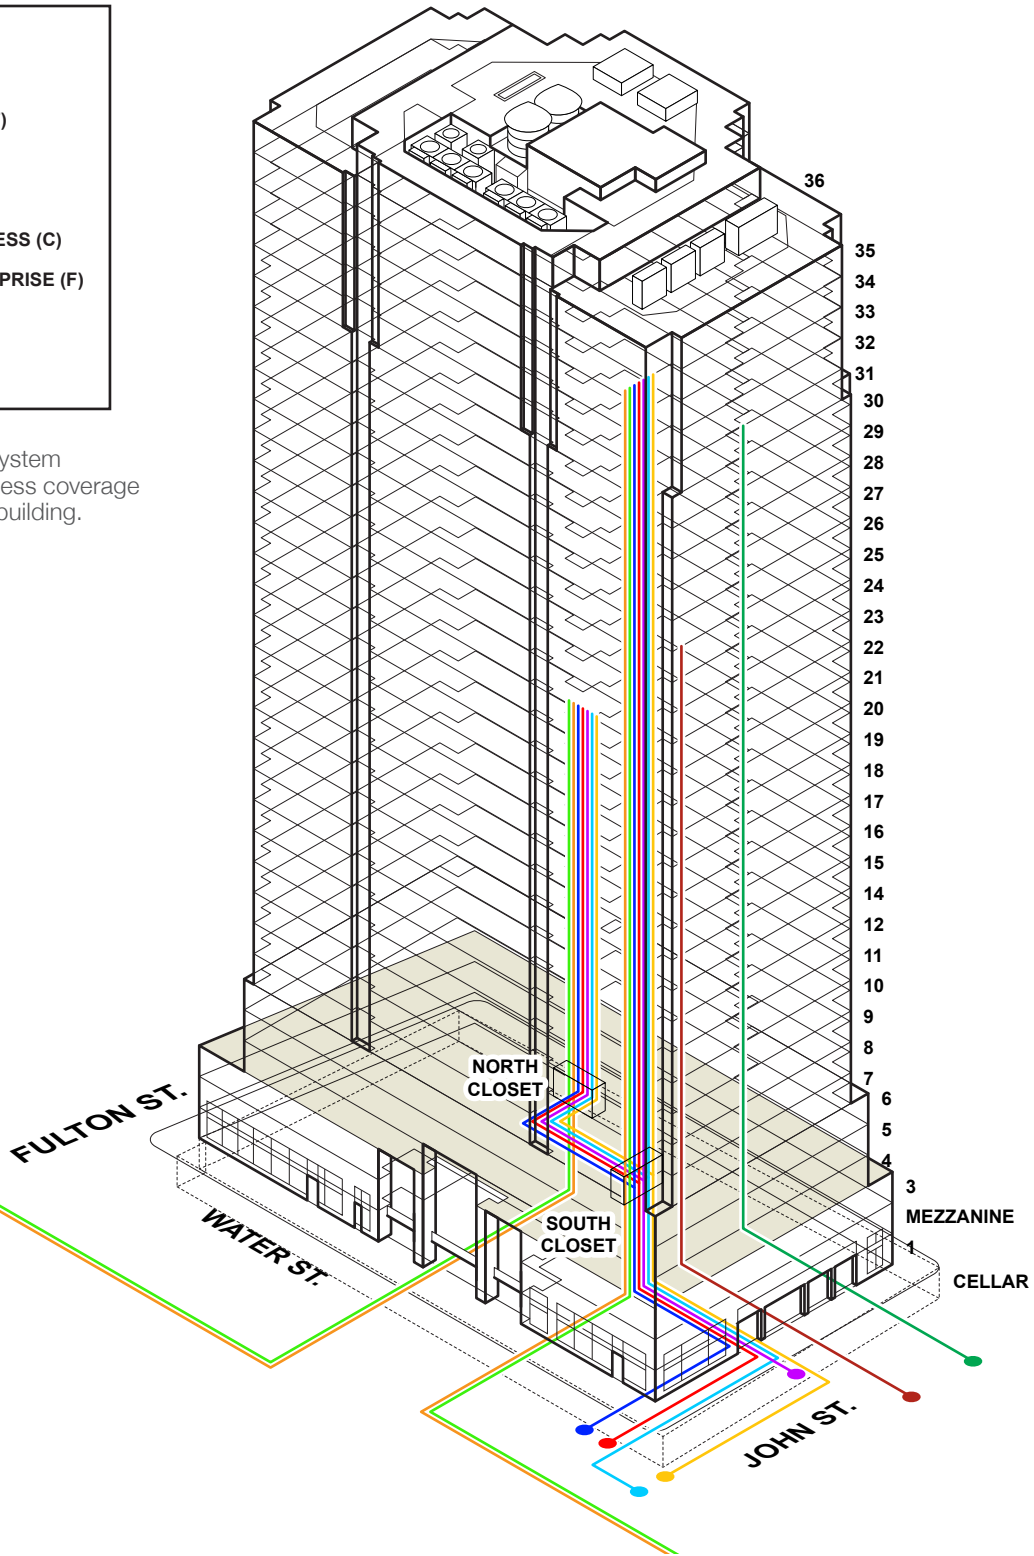 )
ESS (C)
PRISE (F)
ystem
ess coverage
building.
36
35
34
33
32
31
30
29
28
27
26
25
24
23
22
21
20
19
18
17
16
15
14
12
11
10
9
8
7
6
5
4
3
MEZZANINE
1
CELLAR
NORTH
CLOSET
SOUTH
CLOSET
FULTON ST.
WATER ST.
JOHN ST.